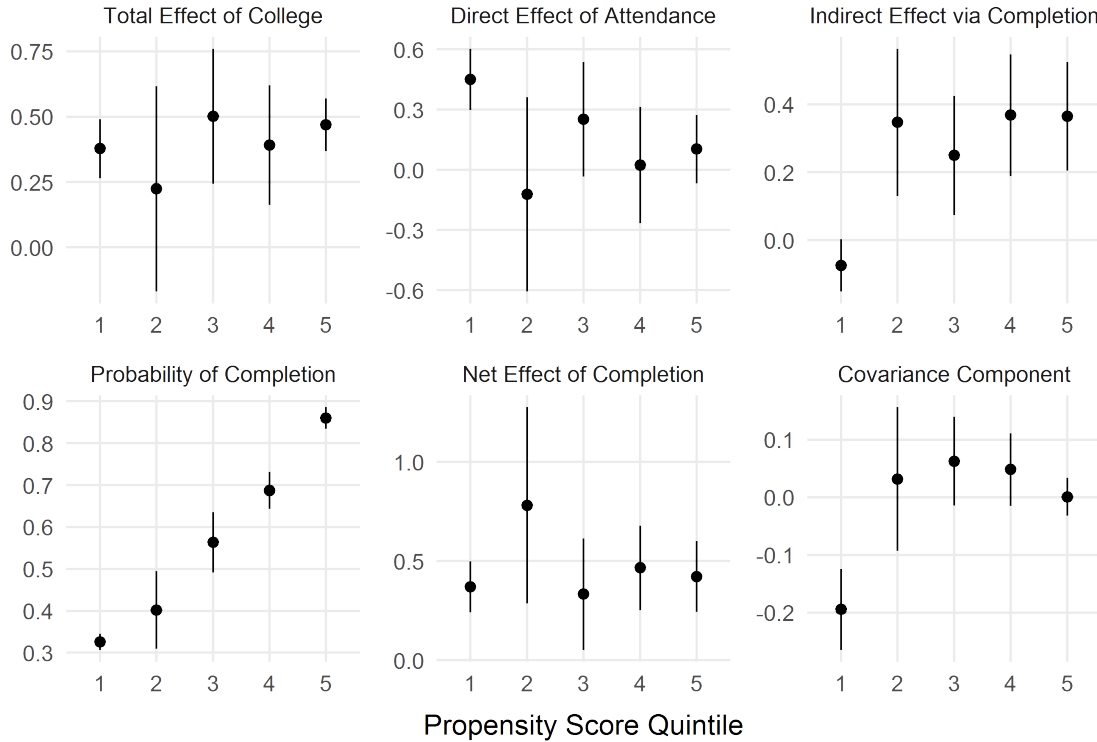 Total Effect of College
Direct Effect of Attendance
Indirect Effect via Completion
0.75
0.50
0.25
0.00
1 2 3 4 5
0.6
0.3
0.0
-0.3
-0.6
1 2 3 4 5
0.4
0.2
0.0
1 2 3 4 5
Probability of Completion
Net Effect of Completion
Covariance Component
0.9
0.8
0.7
0.6
0.5
0.4
0.3
1 2 3 4 5
1.0
0.5
0.0
1 2 3 4 5
0.1
0.0
-0.1
-0.2
1 2 3 4 5
Propensity Score Quintile